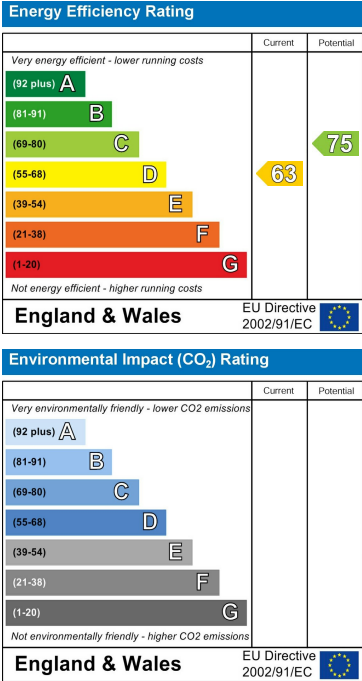 Energy Efficiency Rating
Current Potential
Very energy efficient - lower running costs
(92 plus) A
(81-91) B
(69-80) C 75
(55-68) D 63
(39-54) E
(21-38) F
(1-20) G
Not energy efficient - higher running costs
England & Wales EU Directive 2002/91/EC
Environmental Impact (CO₂) Rating
Current Potential
Very environmentally friendly - lower CO2 emissions
(92 plus) A
(81-91) B
(69-80) C
(55-68) D
(39-54) E
(21-38) F
(1-20) G
Not environmentally friendly - higher CO2 emissions
England & Wales EU Directive 2002/91/EC